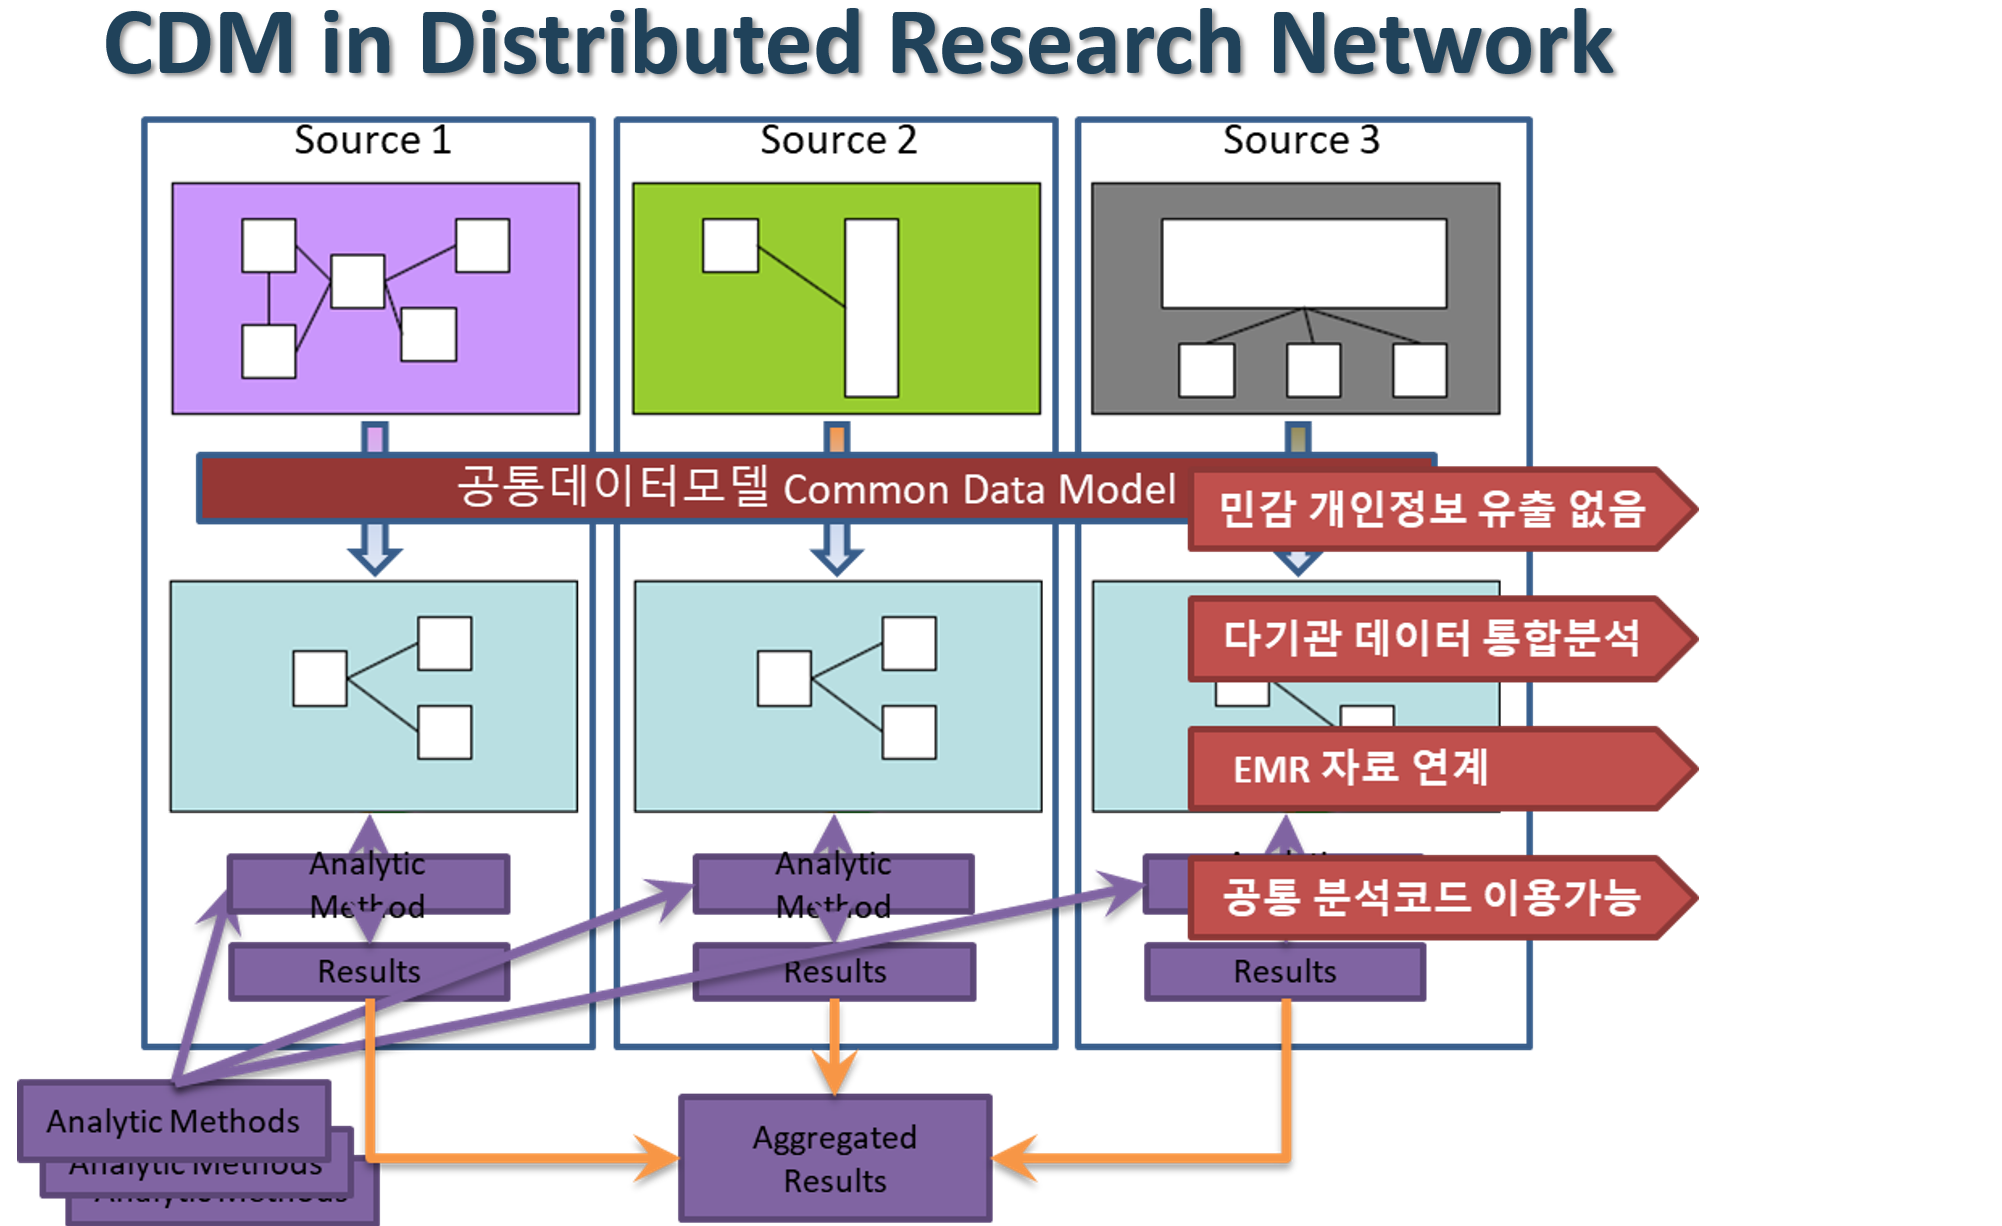 CDM in Distributed Research Network
Source 1
Source 2
Source 3
공통데이터모델 Common Data Model
민감 개인정보 유출 없음
다기관 데이터 통합분석
EMR 자료 연계
공통 분석코드 이용가능
Analytic
Method
Analytic
Method
Results
Results
Results
Analytic Methods
Analytic Methods
Analytic Methods
Aggregated
Results